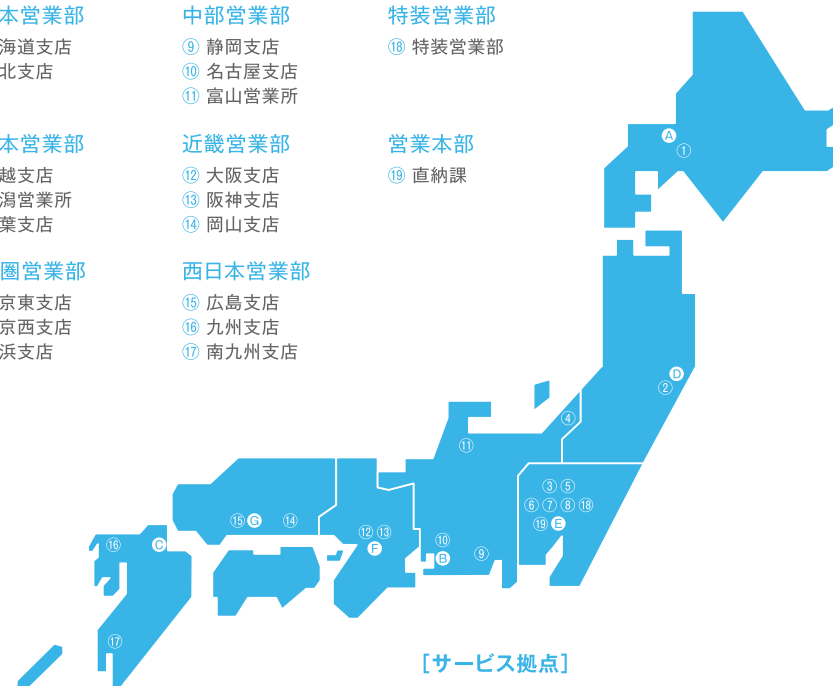 本営業部
海道支店
北支店
本営業部
越支店
潟営業所
葉支店
圏営業部
京東支店
京西支店
浜支店
中部営業部
⑨ 静岡支店
⑩ 名古屋支店
⑪ 富山営業所
近畿営業部
⑫ 大阪支店
⑬ 阪神支店
⑭ 岡山支店
西日本営業部
⑮ 広島支店
⑯ 九州支店
⑰ 南九州支店
特装営業部
⑱ 特装営業部
営業本部
⑲ 直納課
A
①
D
②
④
⑪
③ ⑤
⑥ ⑦ ⑧ ⑱
⑲ E
⑮ G ⑭
⑫ ⑬
F
⑩
B ⑨
⑯ C
⑰
[サービス拠点]